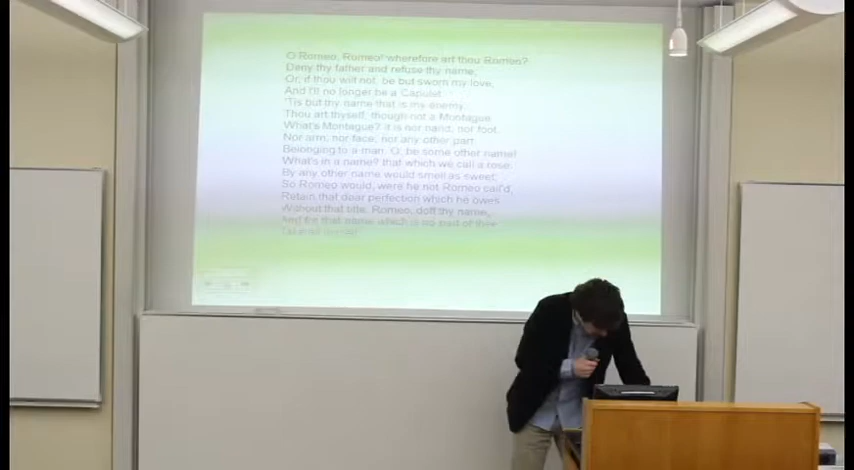 O Romeo, Romeo! wherefore art thou Romeo?
Deny thy father and refuse thy name;
Or, if thou wilt not, be but sworn my love,
And I'll no longer be a Capulet.
'Tis but thy name that is my enemy;
Thou art thyself, though not a Montague.
What's Montague? it is nor hand, nor foot,
Nor arm, nor face, nor any other part
Belonging to a man. O, be some other name!
What's in a name? that which we call a rose
By any other name would smell as sweet;
So Romeo would, were he not Romeo call'd,
Retain that dear perfection which he owes
Without that title. Romeo, doff thy name,
And for that name which is no part of thee